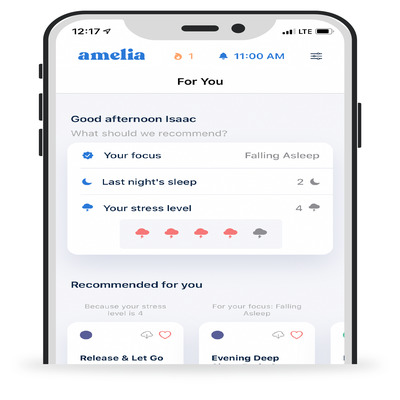 12:17 LTE
amelia 1 11:00 AM
For You
Good afternoon Isaac
What should we recommend?
Your focus Falling Asleep
Last night's sleep 2
Your stress level 4
Recommended for you
Because your stress For your focus: Falling
level is 4 Asleep
Release & Let Go Evening Deep